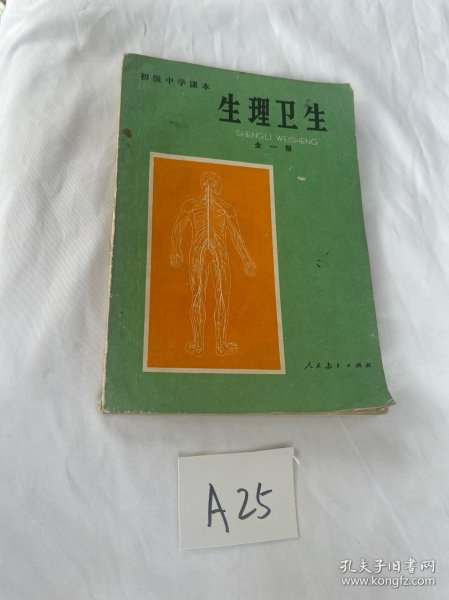 初级中学课本
生理卫生
SHENGLI WEISHENG
全一册
人民教育出版社
A25
孔夫子旧书网
www.kongfz.com